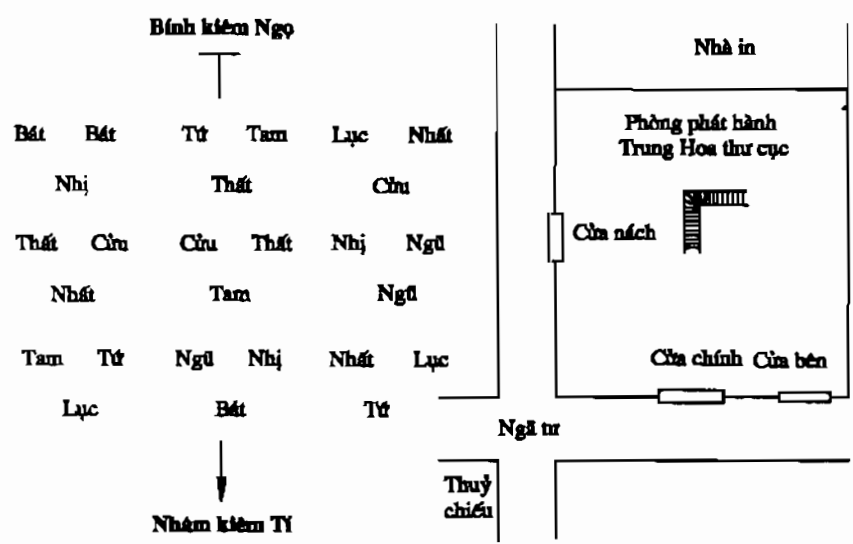 Bính kiêm Ngọ
Bát Bát Tứ Tam Lục Nhất
Nhị Thất Cửu
Thất Cửu Cửu Thất Nhị Ngũ
Nhất Tam Ngũ
Tam Tứ Ngũ Nhị Nhất Lục
Lục Bát Tứ
Nhâm kiêm Tí
Nhà in
Phòng phát hành
Trung Hoa thư cục
Cửa nách
Cửa chính Cửa bên
Ngã tư
Thuỷ
chiếu